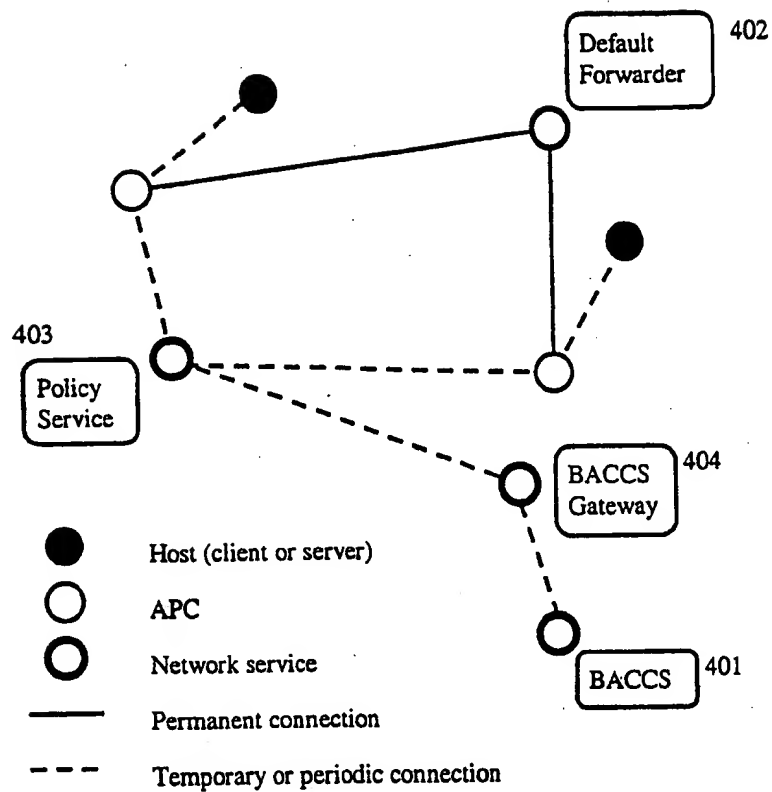 Default
Forwarder
402
403
Policy
Service
BACCS
Gateway
404
Host (client or server)
APC
Network service
BACCS
401
Permanent connection
Temporary or periodic connection